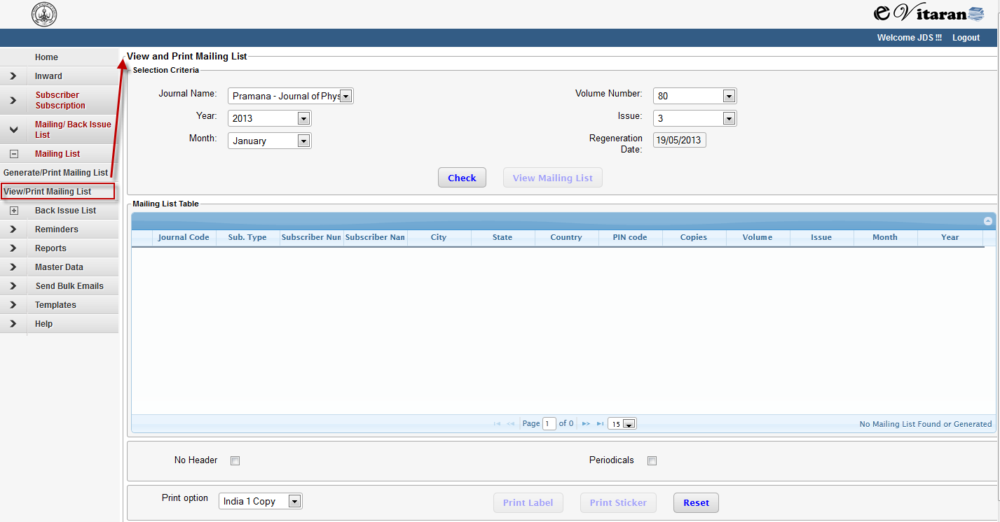 e Vitaran
Welcome JDS !!! Logout
Home
Inward
Subscriber
Subscription
Mailing/ Back Issue
List
Mailing List
Generate/Print Mailing List
View/Print Mailing List
Back Issue List
Reminders
Reports
Master Data
Send Bulk Emails
Templates
Help
View and Print Mailing List
Selection Criteria
Journal Name: Pramana - Journal of Phys Volume Number: 80
Year: 2013 Issue: 3
Month: January Regeneration
Date: 19/05/2013
Check View Mailing List
Mailing List Table
Journal Code Sub. Type Subscriber Nur Subscriber Nan City State Country PIN code Copies Volume Issue Month Year
Page 1 of 0 15 No Mailing List Found or Generated
No Header Periodicals
Print option India 1 Copy Print Label Print Sticker Reset